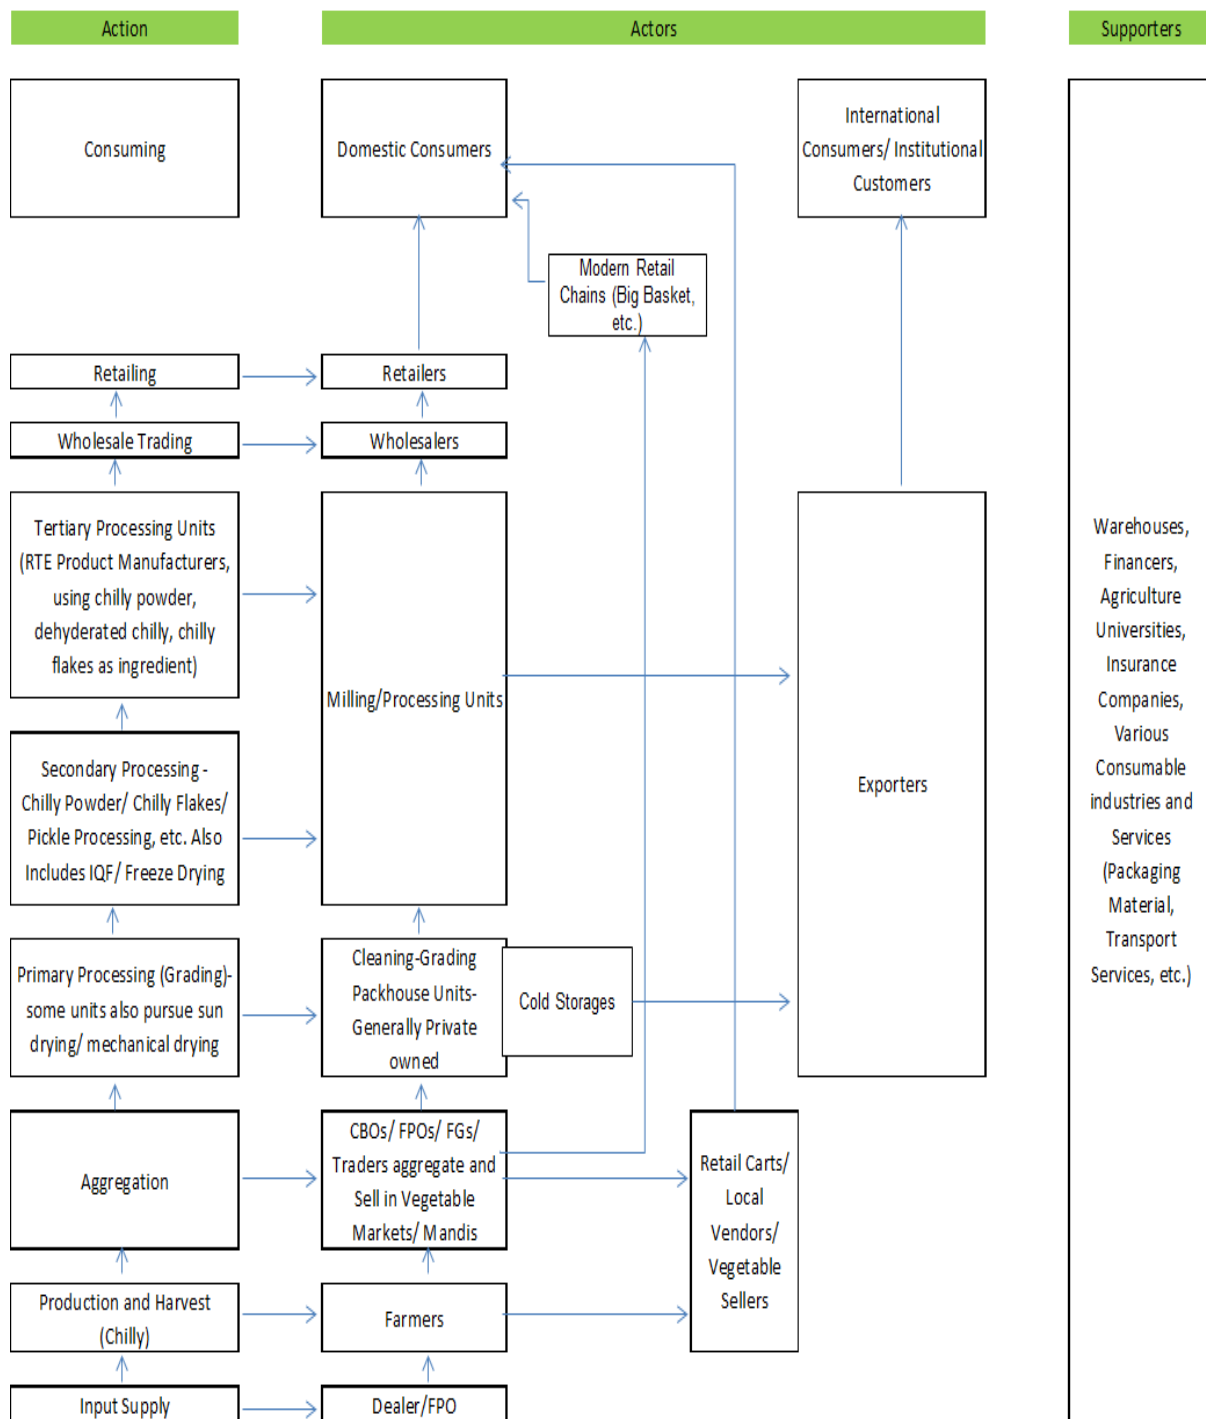 Action
Actors
Supporters
Consuming
Domestic Consumers
International
Consumers/ Institutional
Customers
Modern Retail
Chains (Big Basket,
etc.)
Retailing
Retailers
Wholesale Trading
Wholesalers
Tertiary Processing Units
(RTE Product Manufacturers,
using chilly powder,
dehyderated chilly, chilly
flakes as ingredient)
Milling/Processing Units
Exporters
Warehouses,
Financers,
Agriculture
Universities,
Insurance
Companies,
Various
Consumable
industries and
Services
(Packaging
Material,
Transport
Services, etc.)
Secondary Processing -
Chilly Powder/ Chilly Flakes/
Pickle Processing, etc. Also
Includes IQF/ Freeze Drying
Primary Processing (Grading)-
some units also pursue sun
drying/ mechanical drying
Cleaning-Grading
Packhouse Units-
Generally Private
owned
Cold Storages
Aggregation
CBOs/ FPOs/ FGs/
Traders aggregate and
Sell in Vegetable
Markets/ Mandis
Retail Carts/
Local
Vendors/
Vegetable
Sellers
Production and Harvest
(Chilly)
Farmers
Input Supply
Dealer/FPO